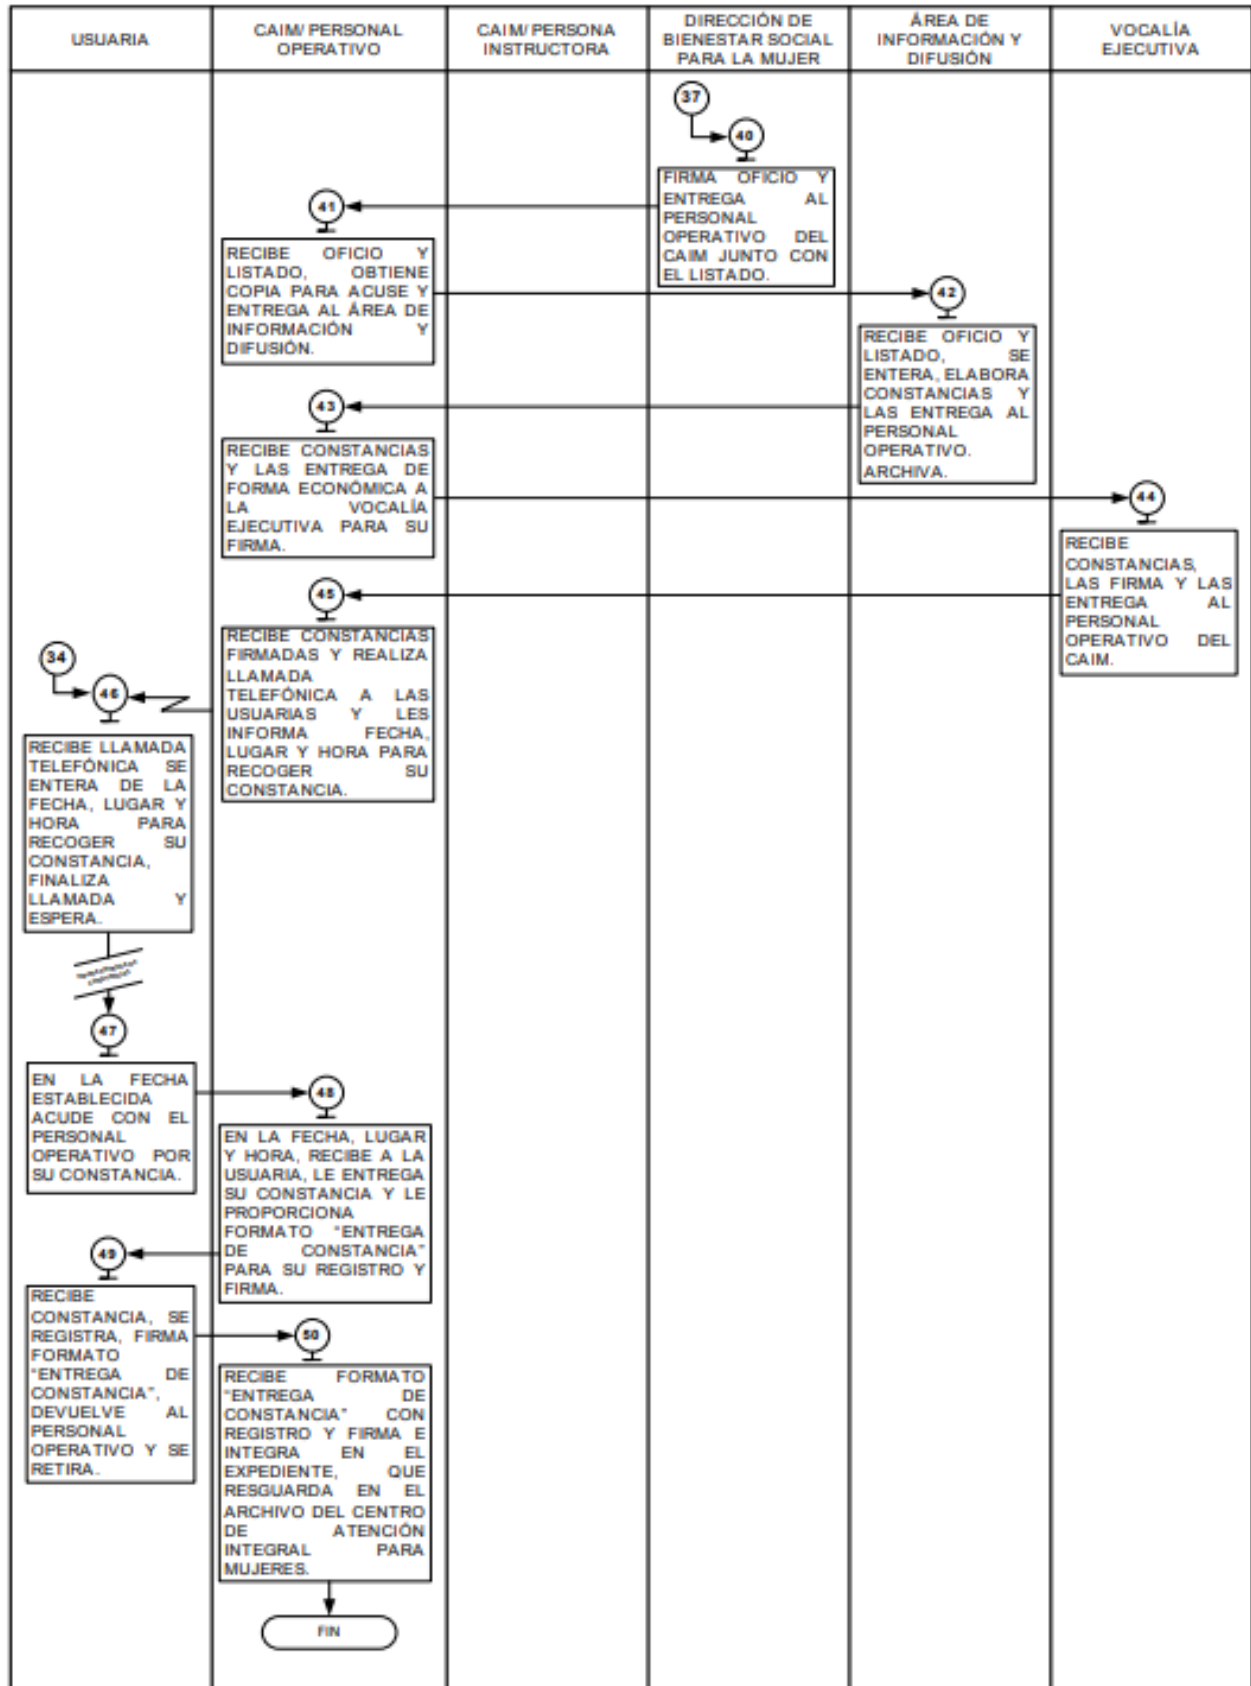 USUARIA
CAIM/ PERSONAL
OPERATIVO
CAIM/ PERSONA
INSTRUCTORA
DIRECCIÓN DE
BIENESTAR SOCIAL
PARA LA MUJER
ÁREA DE
INFORMACIÓN Y
DIFUSIÓN
VOCALÍA
EJECUTIVA
37
40
FIRMA OFICIO Y
ENTREGA AL
PERSONAL
OPERATIVO DEL
CAIM JUNTO CON
EL LISTADO.
41
RECIBE OFICIO Y
LISTADO, OBTIENE
COPIA PARA ACUSE Y
ENTREGA AL ÁREA DE
INFORMACIÓN Y
DIFUSIÓN.
42
RECIBE OFICIO Y
LISTADO, SE
ENTERA, ELABORA
CONSTANCIAS Y
LAS ENTREGA AL
PERSONAL
OPERATIVO.
ARCHIVA.
43
RECIBE CONSTANCIAS
Y LAS ENTREGA DE
FORMA ECONÓMICA A
LA VOCALÍA
EJECUTIVA PARA SU
FIRMA.
44
RECIBE
CONSTANCIAS,
LAS FIRMA Y LAS
ENTREGA AL
PERSONAL
OPERATIVO DEL
CAIM.
45
RECIBE CONSTANCIAS
FIRMADAS Y REALIZA
LLAMADA
TELEFÓNICA A LAS
USUARIAS Y LES
INFORMA FECHA,
LUGAR Y HORA PARA
RECOGER SU
CONSTANCIA.
34
46
RECIBE LLAMADA
TELEFÓNICA SE
ENTERA DE LA
FECHA, LUGAR Y
HORA PARA
RECOGER SU
CONSTANCIA,
FINALIZA
LLAMADA Y
ESPERA.
47
EN LA FECHA
ESTABLECIDA
ACUDE CON EL
PERSONAL
OPERATIVO POR
SU CONSTANCIA.
48
EN LA FECHA, LUGAR
Y HORA, RECIBE A LA
USUARIA, LE ENTREGA
SU CONSTANCIA Y LE
PROPORCIONA
FORMATO "ENTREGA
DE CONSTANCIA"
PARA SU REGISTRO Y
FIRMA.
49
RECIBE
CONSTANCIA, SE
REGISTRA, FIRMA
FORMATO
"ENTREGA DE
CONSTANCIA",
DEVUELVE AL
PERSONAL
OPERATIVO Y SE
RETIRA.
50
RECIBE FORMATO
"ENTREGA DE
CONSTANCIA" CON
REGISTRO Y FIRMA E
INTEGRA EN EL
EXPEDIENTE, QUE
RESGUARDA EN EL
ARCHIVO DEL CENTRO
DE ATENCIÓN
INTEGRAL PARA
MUJERES.
FIN